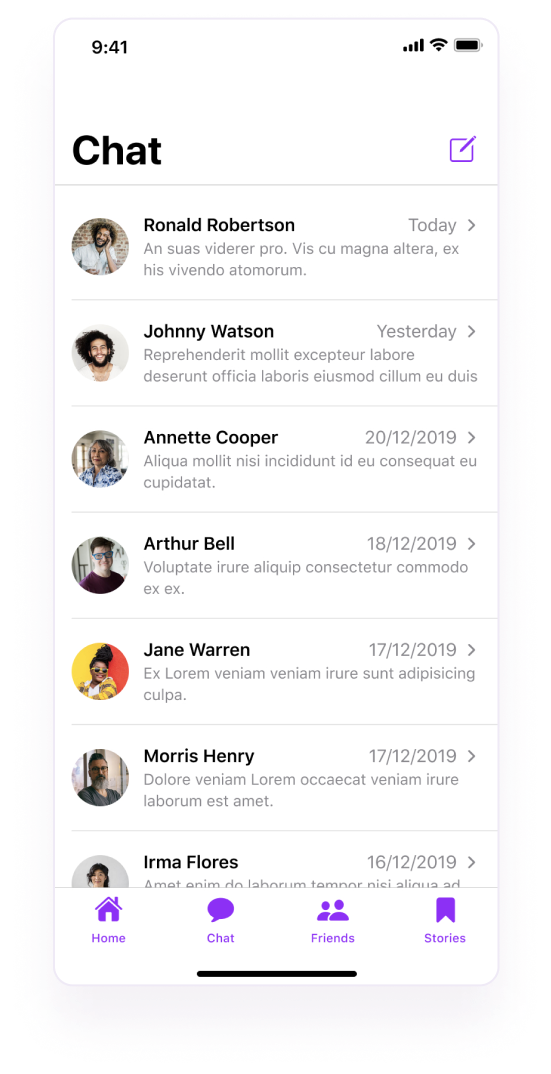 9:41
Chat
Ronald Robertson Today
An suas viderer pro. Vis cu magna altera, ex
his vivendo atomorum.
Johnny Watson Yesterday
Reprehenderit mollit excepteur labore
deserunt officia laboris eiusmod cillum eu duis
Annette Cooper 20/12/2019
Aliqua mollit nisi incididunt id eu consequat eu
cupidatat.
Arthur Bell 18/12/2019
Voluptate irure aliquip consectetur commodo
ex ex.
Jane Warren 17/12/2019
Ex Lorem veniam veniam irure sunt adipisicing
culpa.
Morris Henry 17/12/2019
Dolore veniam Lorem occaecat veniam irure
laborum est amet.
Irma Flores 16/12/2019
Amet enim do laborum tempor nisi aliqua ad
Home Chat Friends Stories